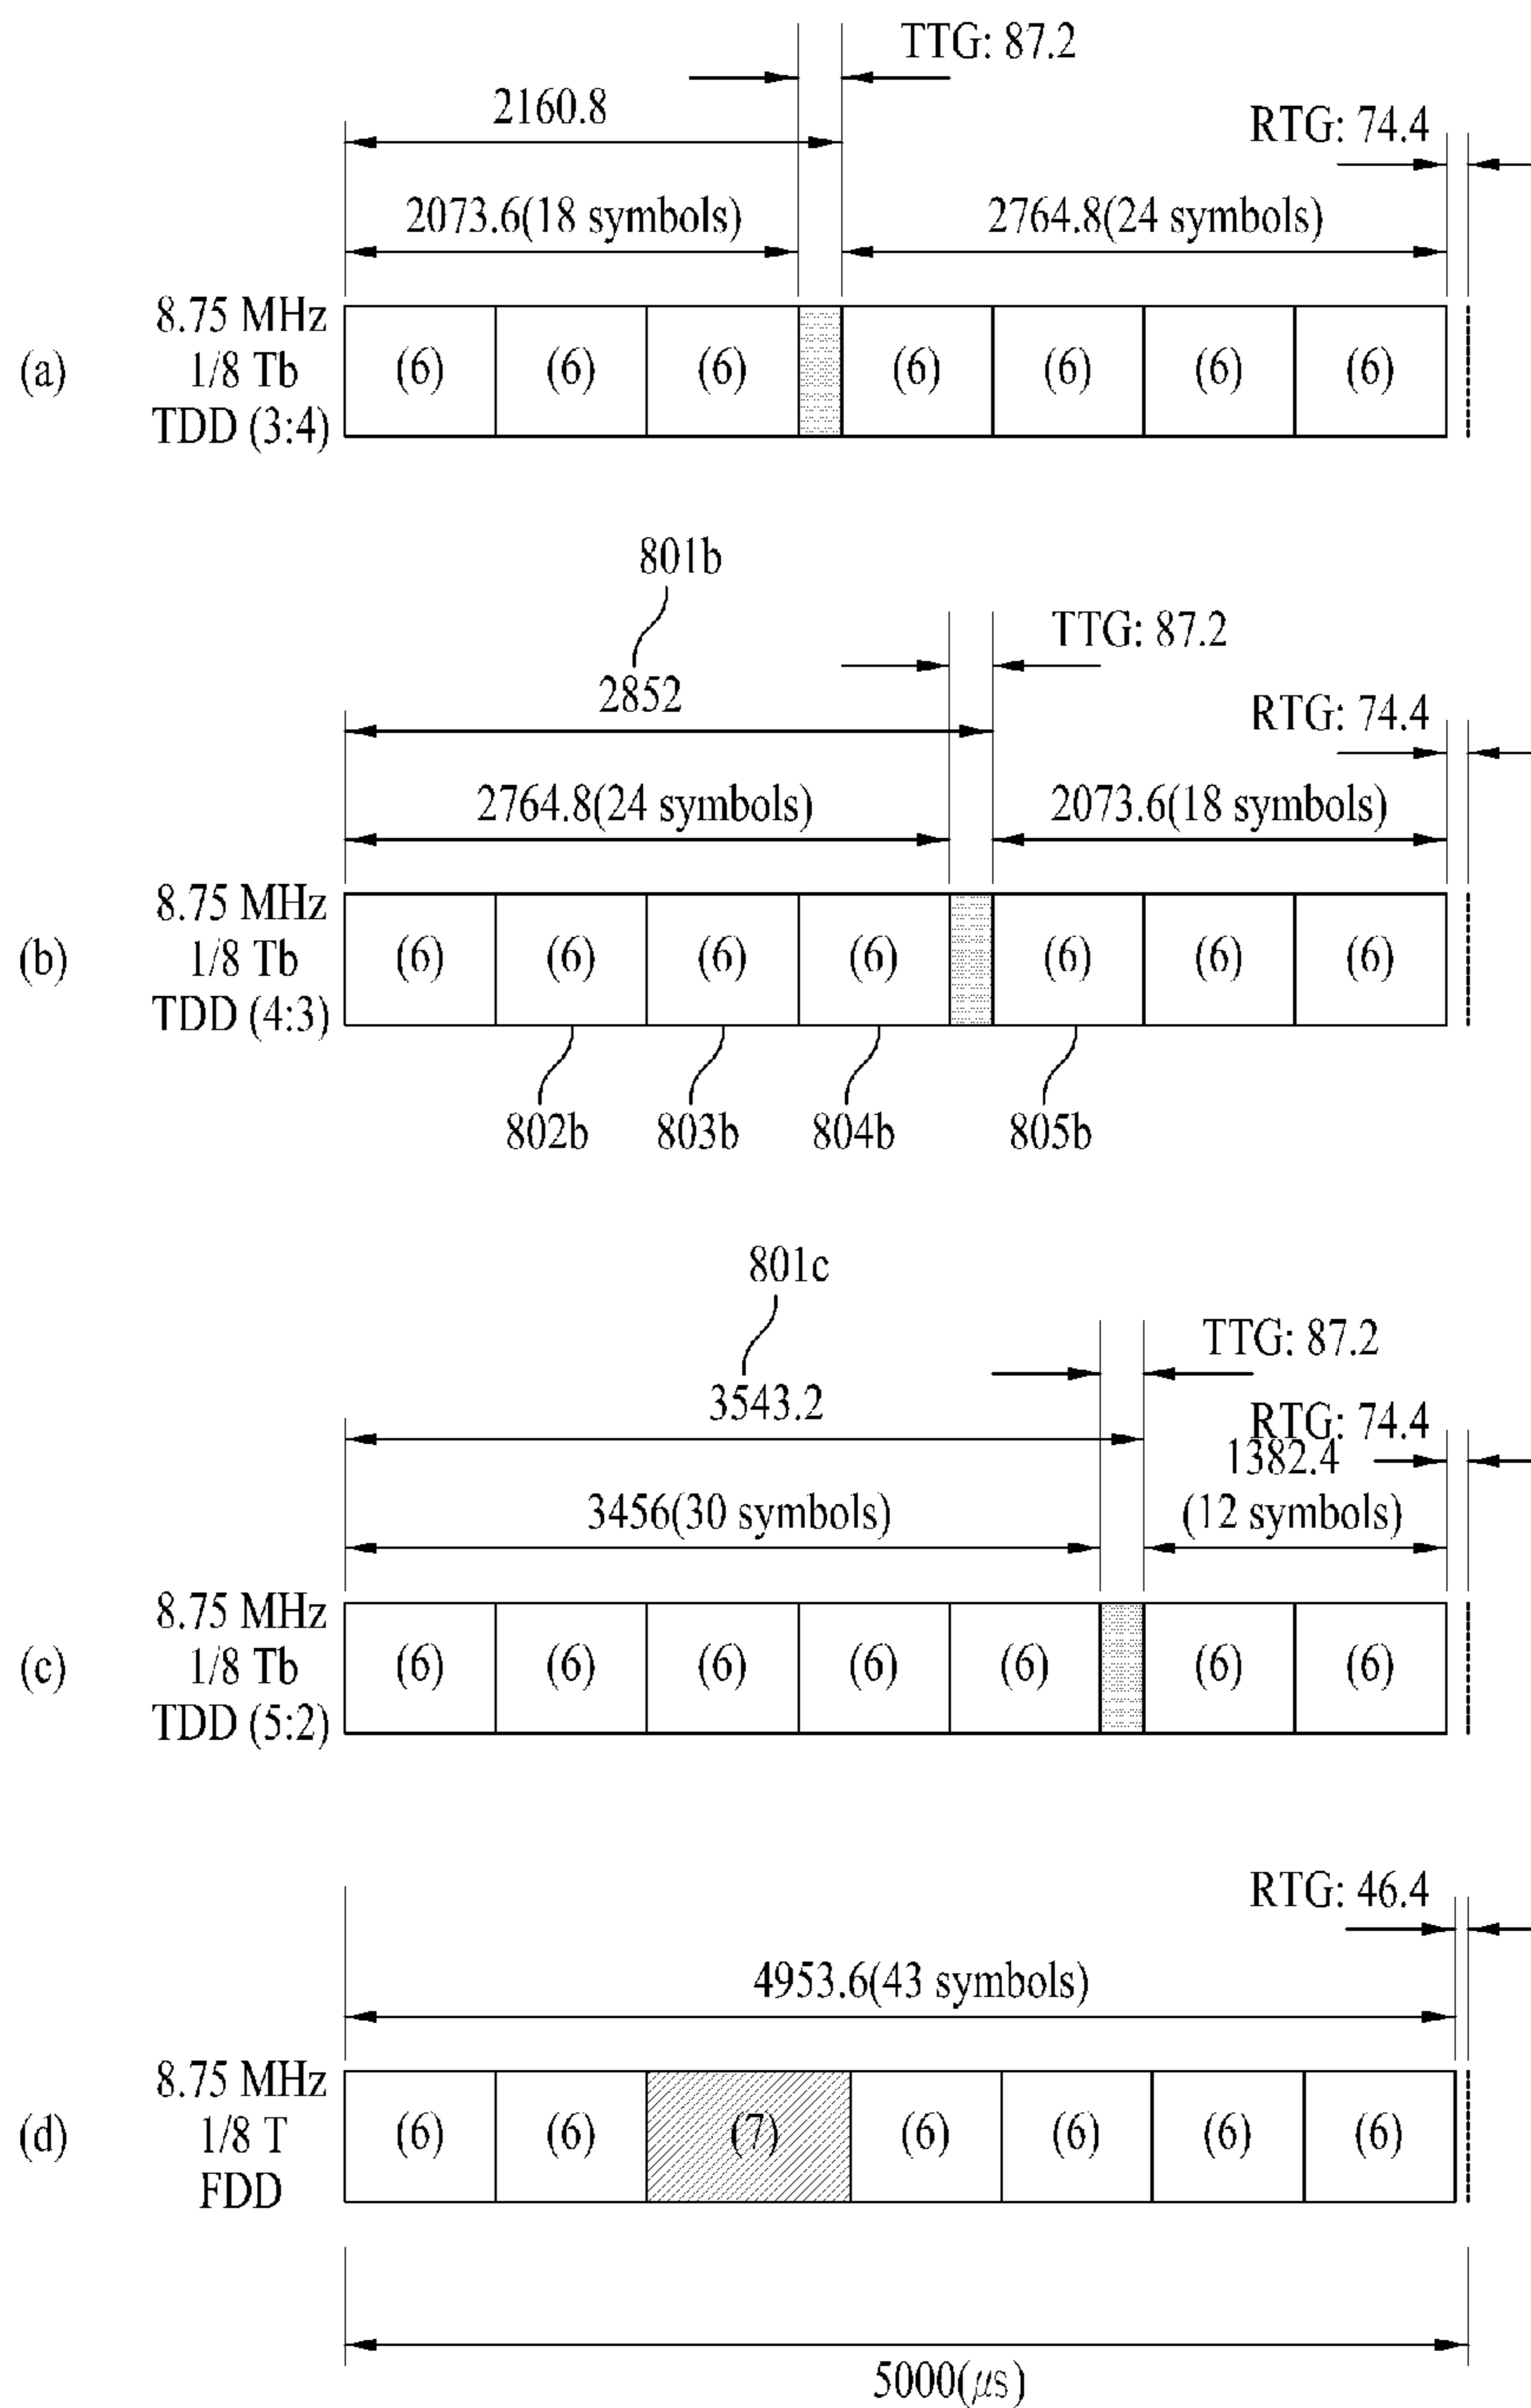 TTG: 87.2
2160.8
RTG: 74.4
2073.6(18 symbols)
2764.8(24 symbols)
(a)
8.75 MHz
1/8 Tb
TDD (3:4)
(6)
(6)
(6)
(6)
(6)
(6)
(6)
801b
TTG: 87.2
2852
RTG: 74.4
2764.8(24 symbols)
2073.6(18 symbols)
(b)
8.75 MHz
1/8 Tb
TDD (4:3)
(6)
(6)
(6)
(6)
(6)
(6)
(6)
802b
803b
804b
805b
801c
TTG: 87.2
3543.2
RTG: 74.4
1382.4
3456(30 symbols)
(12 symbols)
(c)
8.75 MHz
1/8 Tb
TDD (5:2)
(6)
(6)
(6)
(6)
(6)
(6)
(6)
RTG: 46.4
4953.6(43 symbols)
(d)
8.75 MHz
1/8 T
FDD
(6)
(6)
(7)
(6)
(6)
(6)
(6)
5000(μs)